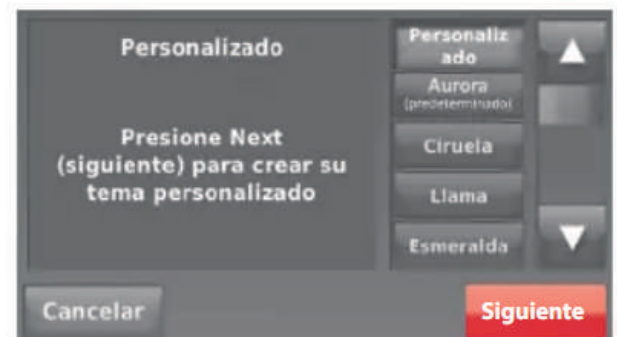 Personalizado
Presione Next
(siguiente) para crear su
tema personalizado
Personaliz
ado
Aurora
(predeterminado)
Ciruela
Llama
Esmeralda
Cancelar
Siguiente